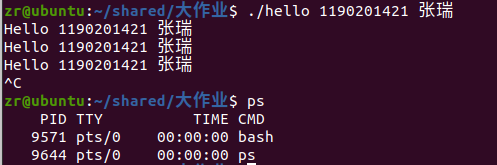 zr@ubuntu:~/shared/大作业$ ./hello 1190201421 张瑞
Hello 1190201421 张瑞
Hello 1190201421 张瑞
Hello 1190201421 张瑞
^C
zr@ubuntu:~/shared/大作业$ ps
    PID TTY          TIME CMD
   9571 pts/0    00:00:00 bash
   9644 pts/0    00:00:00 ps